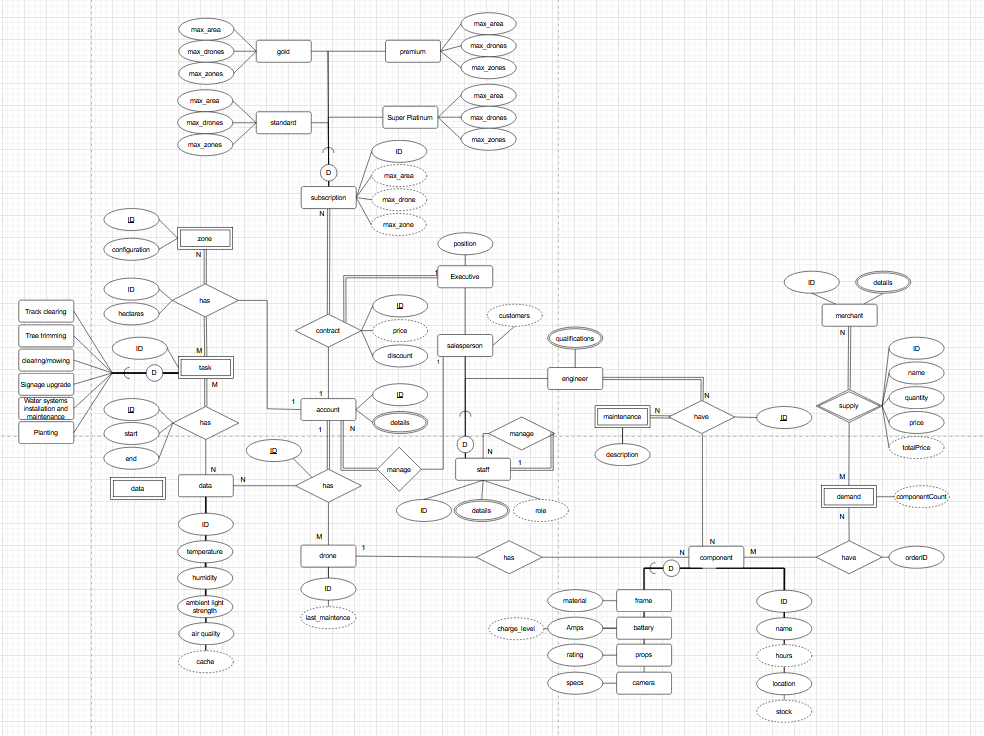 max_area
max_drones
max_zones
gold
premium
max_area
max_drones
max_zones
max_area
max_drones
max_zones
standard
Super Platinum
max_area
max_drones
max_zones
D
ID
max_area
max_drone
max_zone
subscription
N
ID
configuration
zone
N
position
1
Executive
ID
hectares
has
M
contract
ID
price
discount
1
customers
salesperson
1
qualifications
engineer
ID
details
merchant
N
Track clearing
Tree trimming
clearing/mowing
Signage upgrade
Water systems
installation and
maintenance
Planting
ID
D
task
M
ID
start
end
has
N
1
account
1
N
ID
details
manage
D
manage
N
1
staff
ID
details
role
maintenance
description
N
have
N
ID
supply
ID
name
quantity
price
totalPrice
M
demand
N
componentCount
data
data
N
ID
has
M
ID
temperature
humidity
ambient light
strength
air quality
cache
drone
1
ID
last_maintence
has
N
N
component
M
have
orderID
D
material
frame
charge_level
Amps
battery
rating
props
specs
camera
ID
name
hours
location
stock